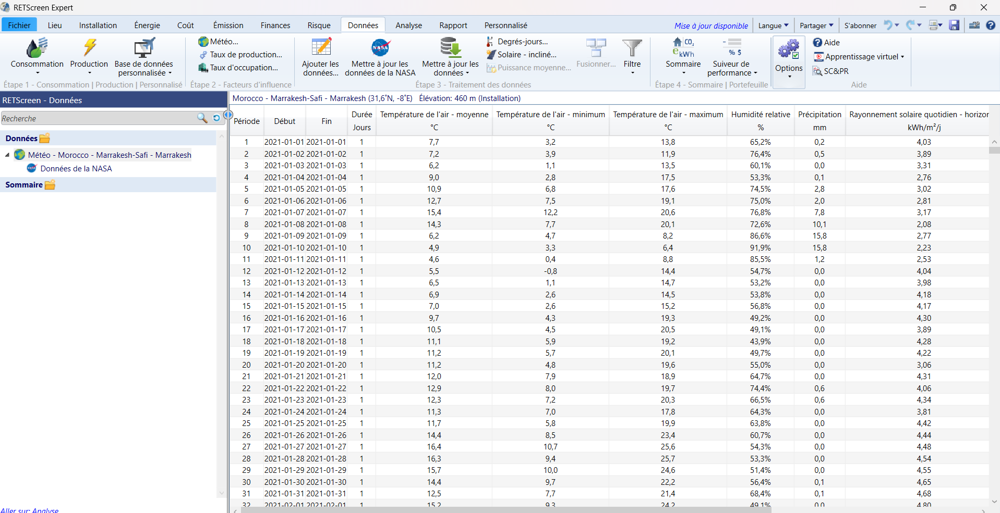 RETScreen Expert
Fichier Lieu Installation Énergie Coût Émission Finances Risque Données Analyse Rapport Personnalisé Mise à jour disponible Langue Partager S'abonner
Consommation Production Base de données personnalisée
Étape 1 - Consommation | Production | Personnalisé
Météo...
Taux de production...
Taux d'occupation...
Étape 2 - Facteurs d'influence
Ajouter les données... Mettre à jour les données de la NASA Mettre à jour les données
Degrés-jours...
Solaire - incliné...
Puissance moyenne...
Fusionner... Filtre
Étape 3 - Traitement des données
Sommaire Suiveur de performance
Étape 4 - Sommaire | Portefeuille
Options
Aide
Apprentissage virtuel
SC&PR
Aide
RETScreen - Données
Recherche
Données
Météo - Morocco - Marrakesh-Safi - Marrakesh
NASA Données de la NASA
Sommaire
Aller sur: Analyse
Morocco - Marrakesh-Safi - Marrakesh (31,6˚N, -8˚E) Élévation: 460 m (Installation)
Période Début Fin Durée Température de l'air - moyenne Température de l'air - minimum Température de l'air - maximum Humidité relative Précipitation Rayonnement solaire quotidien - horizor
Jours °C °C °C % mm kWh/m²/j
1 2021-01-01 2021-01-01 1 7,7 3,2 13,8 65,2% 0,2 4,03
2 2021-01-02 2021-01-02 1 7,2 3,9 11,9 76,4% 0,5 3,89
3 2021-01-03 2021-01-03 1 6,2 1,1 13,5 60,1% 0,0 3,31
4 2021-01-04 2021-01-04 1 9,0 2,8 17,5 53,3% 0,1 2,76
5 2021-01-05 2021-01-05 1 10,9 6,8 17,6 74,5% 2,8 3,02
6 2021-01-06 2021-01-06 1 12,7 7,5 19,1 75,0% 2,0 2,81
7 2021-01-07 2021-01-07 1 15,4 12,2 20,6 76,8% 7,8 3,17
8 2021-01-08 2021-01-08 1 14,3 7,7 20,1 72,6% 10,1 2,08
9 2021-01-09 2021-01-09 1 6,2 4,7 8,2 86,6% 15,8 2,77
10 2021-01-10 2021-01-10 1 4,9 3,3 6,4 91,9% 15,8 2,23
11 2021-01-11 2021-01-11 1 4,6 0,4 8,8 85,5% 1,2 2,53
12 2021-01-12 2021-01-12 1 5,5 -0,8 14,4 54,7% 0,0 4,04
13 2021-01-13 2021-01-13 1 6,5 1,1 14,7 53,2% 0,0 3,98
14 2021-01-14 2021-01-14 1 6,9 2,6 14,5 53,8% 0,0 4,18
15 2021-01-15 2021-01-15 1 7,0 2,6 15,2 56,8% 0,0 4,17
16 2021-01-16 2021-01-16 1 9,7 4,3 19,3 49,2% 0,0 4,30
17 2021-01-17 2021-01-17 1 10,5 4,5 20,5 49,1% 0,0 3,89
18 2021-01-18 2021-01-18 1 11,1 5,9 19,2 43,9% 0,0 4,28
19 2021-01-19 2021-01-19 1 11,2 5,7 20,1 49,7% 0,0 4,22
20 2021-01-20 2021-01-20 1 11,2 4,8 19,6 55,0% 0,0 3,06
21 2021-01-21 2021-01-21 1 12,0 7,9 18,9 64,7% 0,0 4,31
22 2021-01-22 2021-01-22 1 12,9 8,0 19,7 74,4% 0,6 4,06
23 2021-01-23 2021-01-23 1 12,3 7,2 20,3 66,5% 0,6 4,34
24 2021-01-24 2021-01-24 1 11,3 7,0 17,8 64,3% 0,0 3,81
25 2021-01-25 2021-01-25 1 11,7 5,8 19,9 63,8% 0,0 4,42
26 2021-01-26 2021-01-26 1 14,4 8,5 23,4 60,7% 0,0 4,44
27 2021-01-27 2021-01-27 1 16,4 10,7 25,6 54,3% 0,0 4,48
28 2021-01-28 2021-01-28 1 16,3 9,4 25,7 53,3% 0,0 4,54
29 2021-01-29 2021-01-29 1 15,7 10,0 24,6 51,4% 0,0 4,55
30 2021-01-30 2021-01-30 1 14,4 9,7 22,2 56,4% 0,1 4,65
31 2021-01-31 2021-01-31 1 12,5 7,7 21,4 68,4% 0,1 4,68
32 2021-02-01 2021-02-01 1 15,2 9,3 24,2 49,1% 0,0 4,80